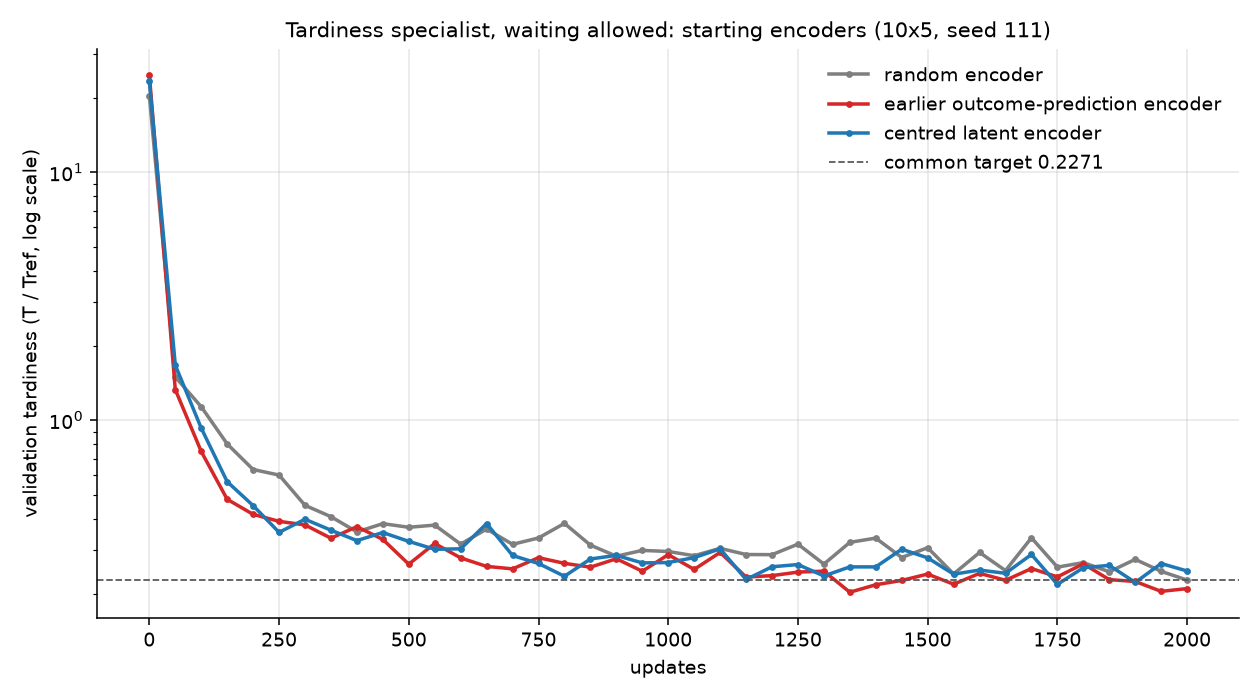 Tardiness specialist, waiting allowed: starting encoders (10x5, seed 111)
random encoder
earlier outcome-prediction encoder
centred latent encoder
common target 0.2271
validation tardiness (T / Tref, log scale)
10¹
10⁰
0 250 500 750 1000 1250 1500 1750 2000
updates